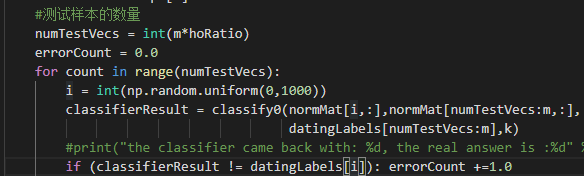 #测试样本的数量
numTestVecs = int(m*hoRatio)
errorCount = 0.0
for count in range(numTestVecs):
i = int(np.random.uniform(0,1000))
classifierResult = classify0(normMat[i,:],normMat[numTestVecs:m,:],
datingLabels[numTestVecs:m],k)
#print("the classifier came back with: %d, the real answer is :%d" %
if (classifierResult != datingLabels[i]): errorCount +=1.0